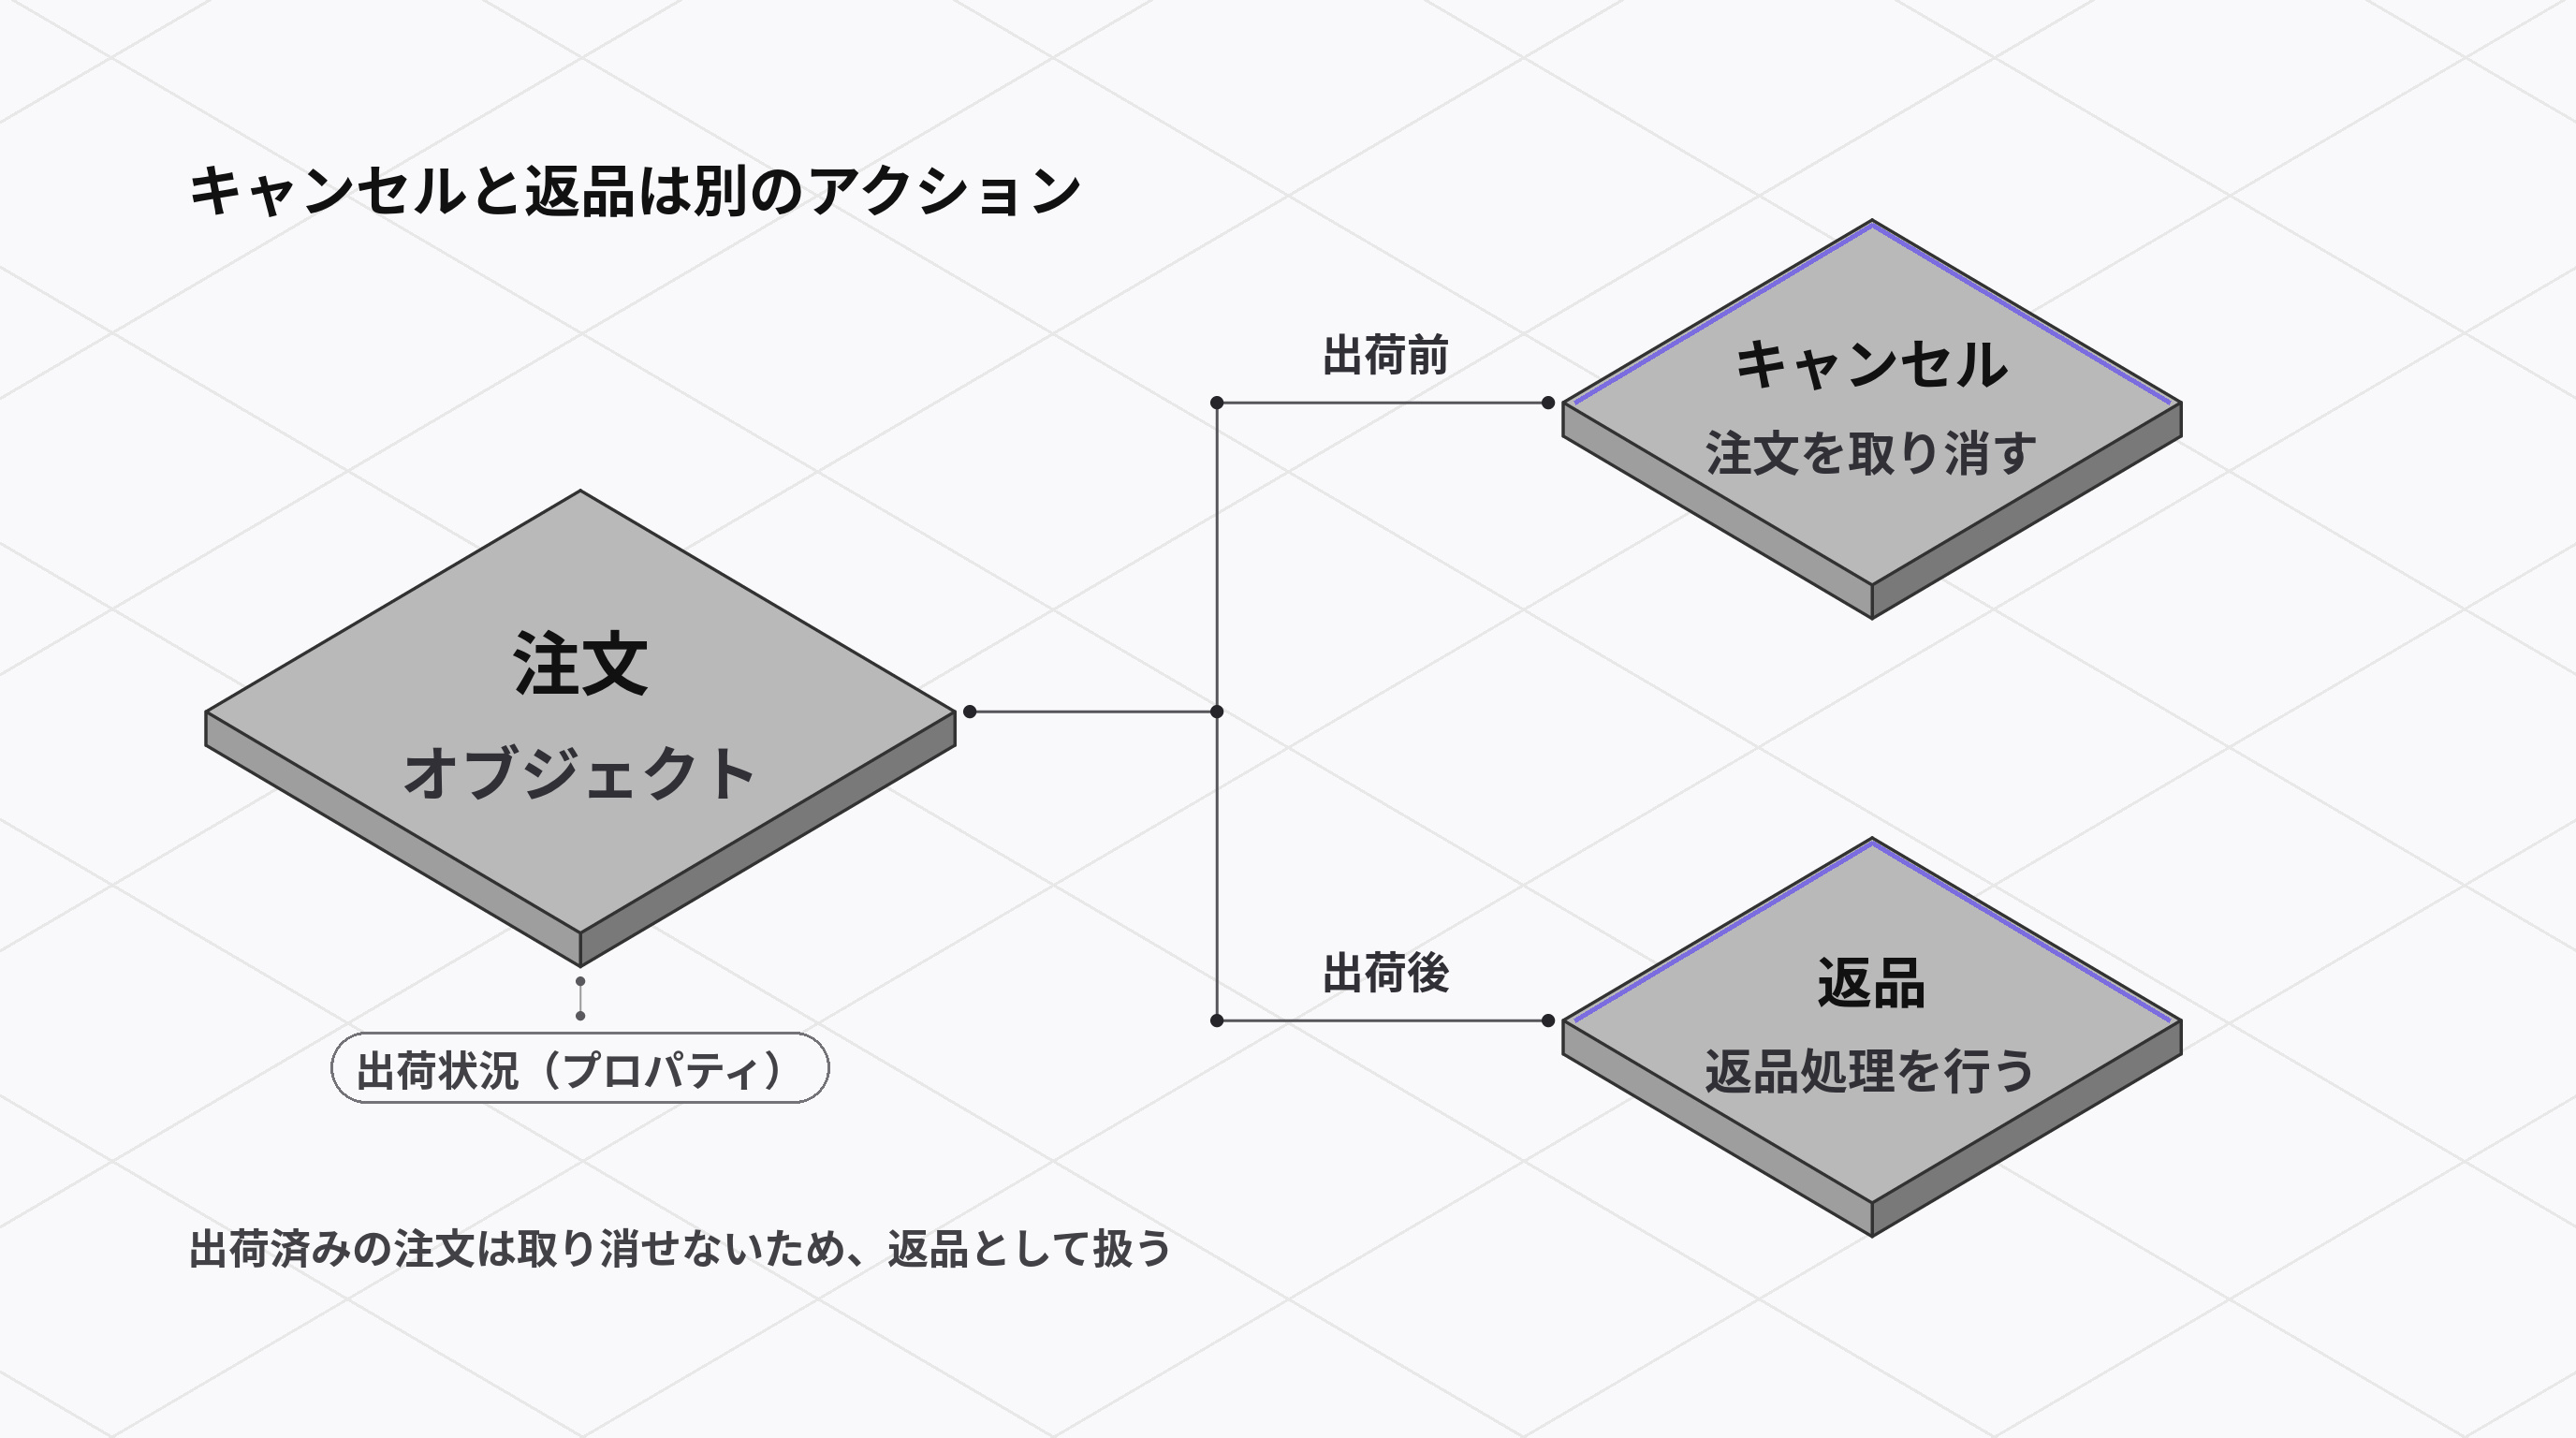 キャンセルと返品は別のアクション
出荷前
キャンセル
注文を取り消す
注文
オブジェクト
出荷後
返品
返品処理を行う
出荷状況（プロパティ）
出荷済みの注文は取り消せないため、返品として扱う